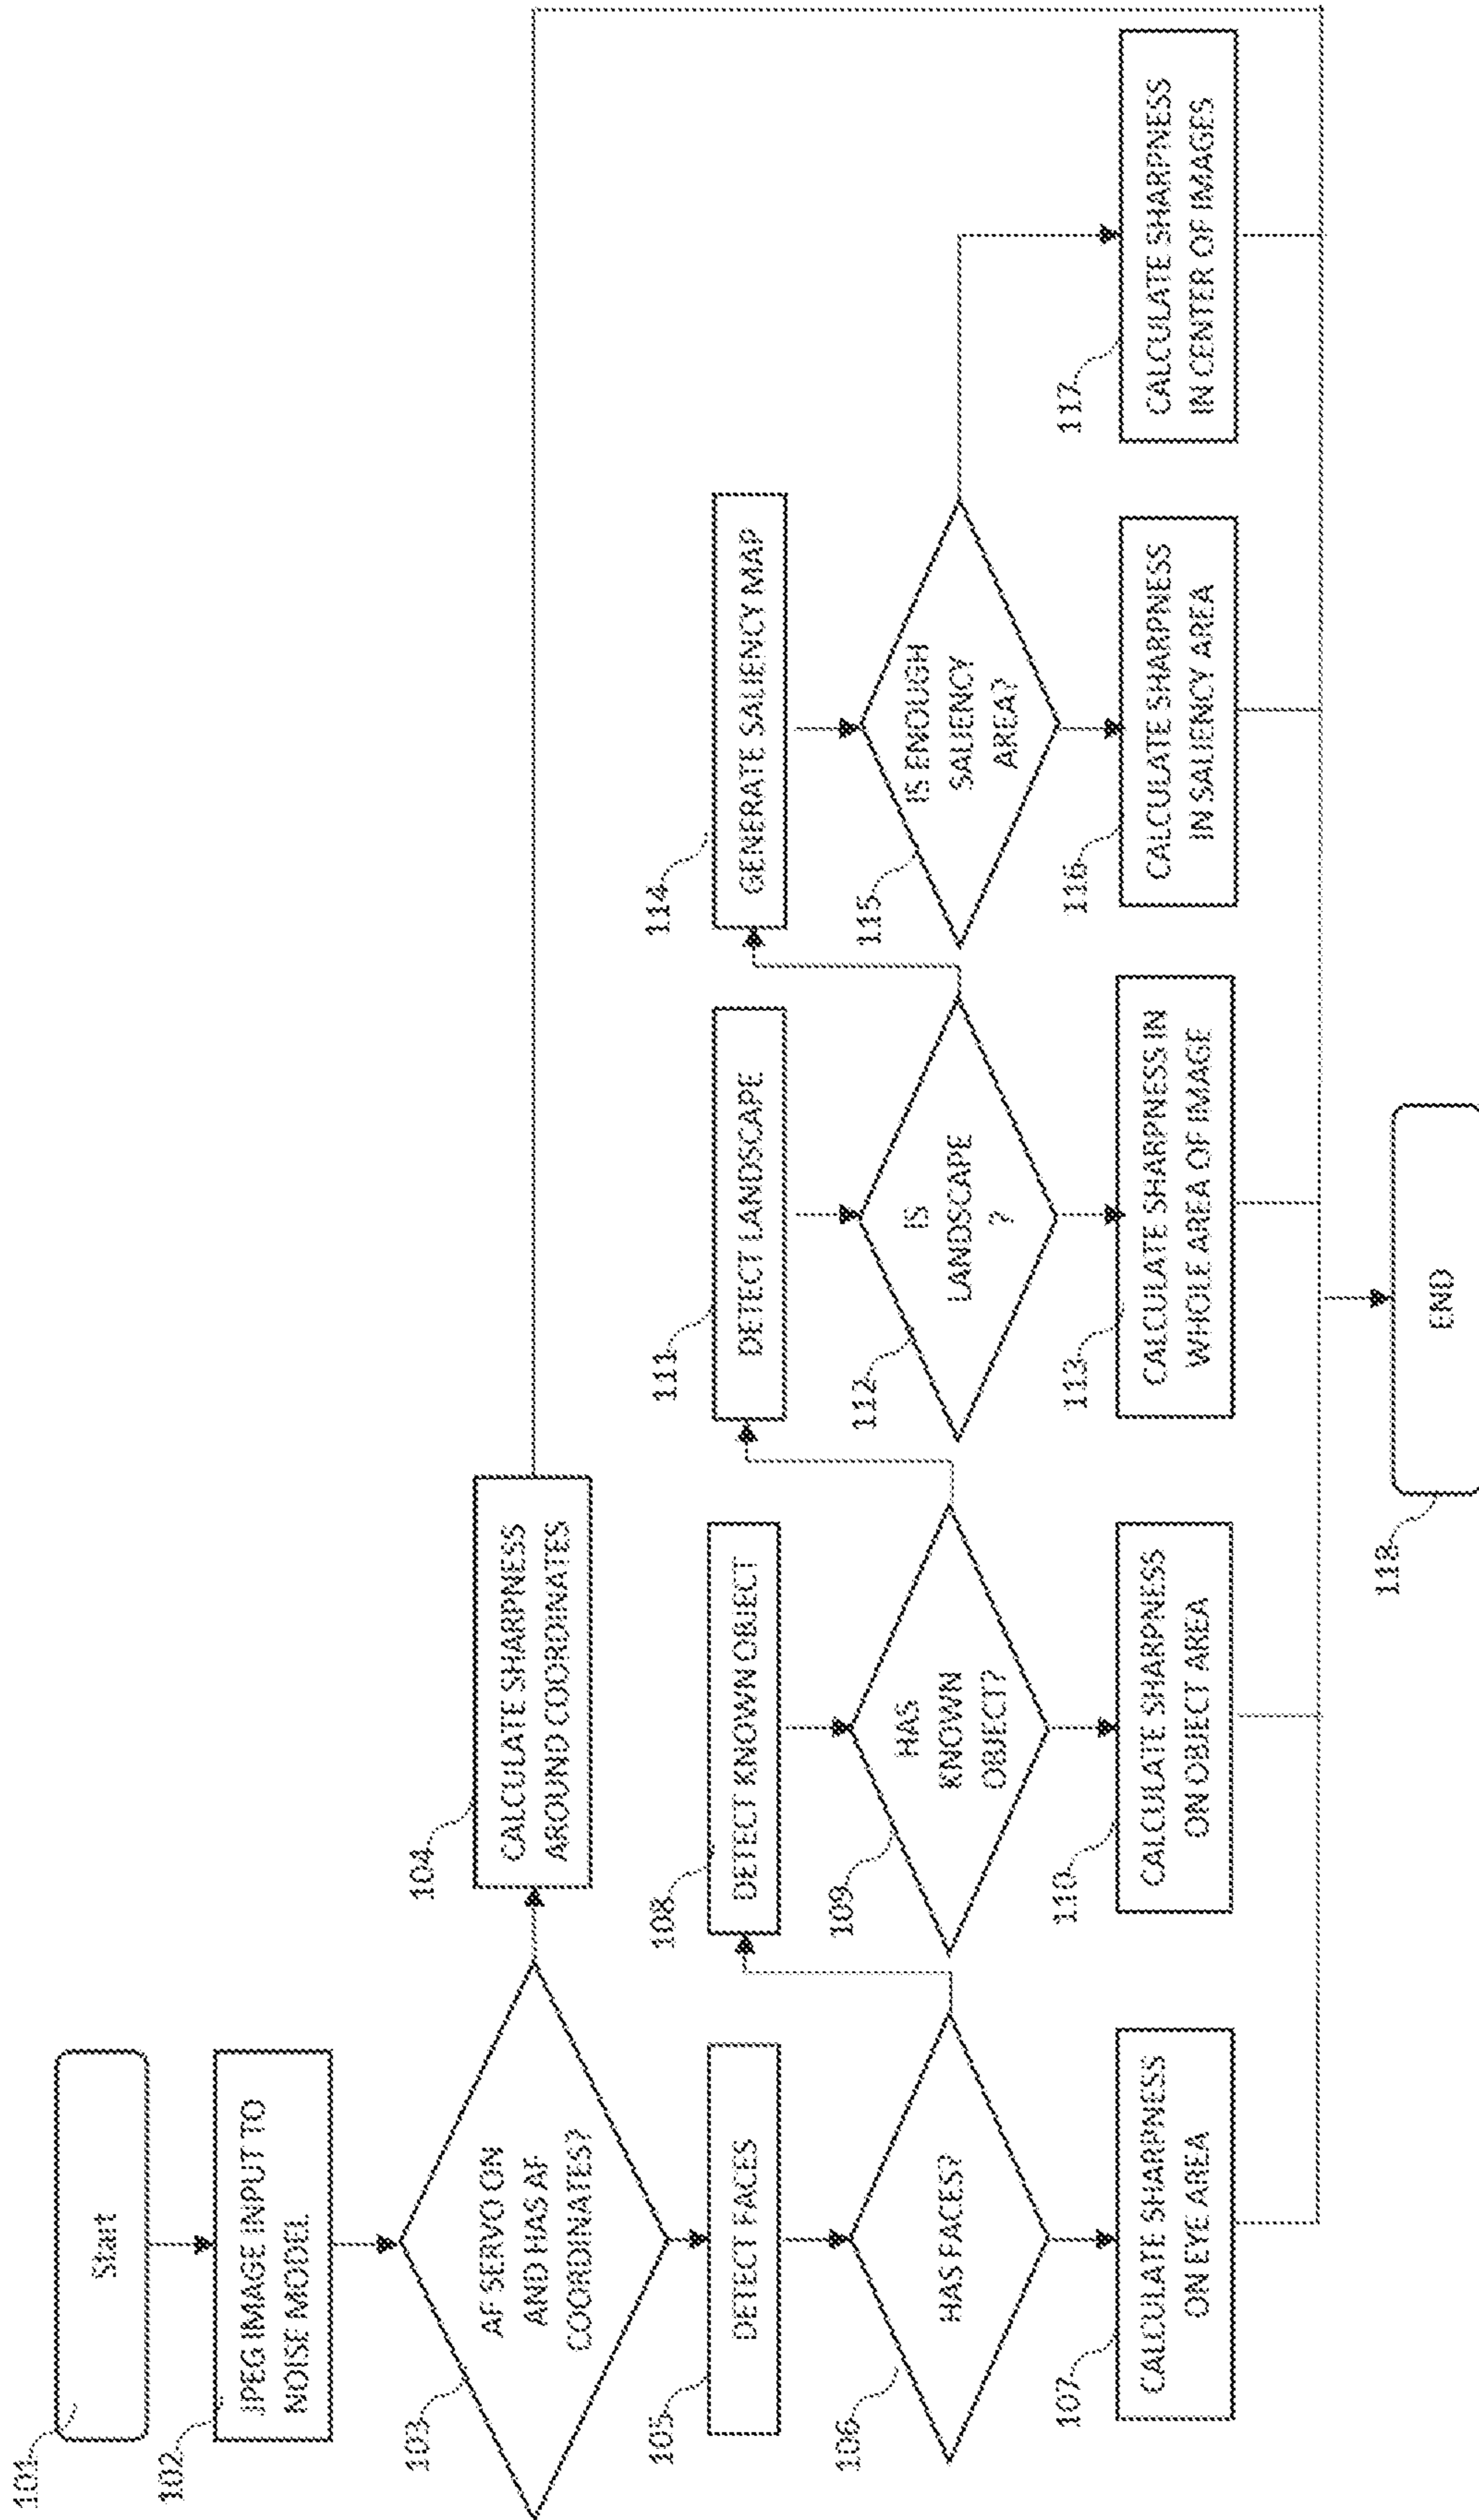 101
Start
102
JPEG IMAGE INPUT TO
NOISE MODEL
103
AF SERVO ON
AND HAS AF
COORDINATES?
104
CALCULATE SHARPNESS
AROUND COORDINATES
105
DETECT FACES
106
HAS FACES?
107
CALCULATE SHARPNESS
ON EYE AREA
108
DETECT KNOWN OBJECT
109
HAS
KNOWN
OBJECT?
110
CALCULATE SHARPNESS
ON OBJECT AREA
111
DETECT LANDSCAPE
112
IS
LANDSCAPE
?
113
CALCULATE SHARPNESS IN
WHOLE AREA OF IMAGE
114
GENERATE SALIENCY MAP
115
IS ENOUGH
SALIENCY
AREA?
116
CALCULATE SHARPNESS
IN SALIENCY AREA
117
CALCULATE SHARPNESS
IN CENTER OF IMAGES
118
END